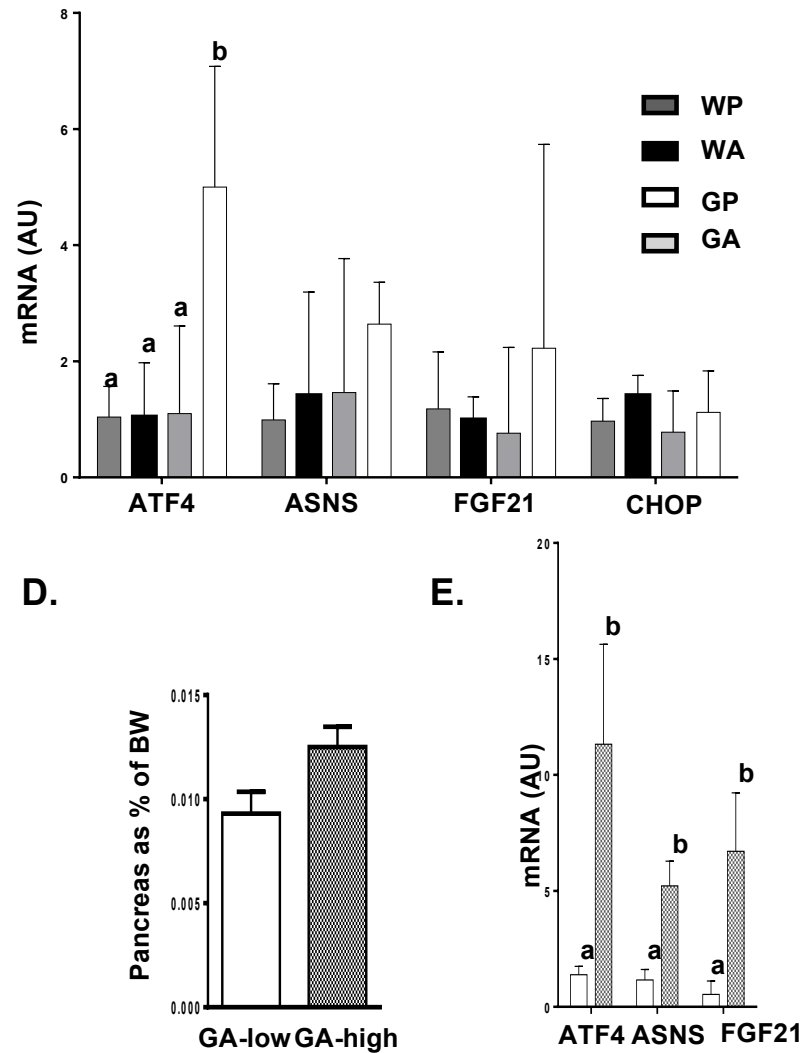 8
6
4
2
0
mRNA (AU)
a
a
a
b
WP
WA
GP
GA
ATF4
ASNS
FGF21
CHOP
D.
0.015
0.010
0.005
0.000
Pancreas as % of BW
GA-low
GA-high
E.
20
15
10
5
0
mRNA (AU)
a
b
a
b
a
b
ATF4
ASNS
FGF21